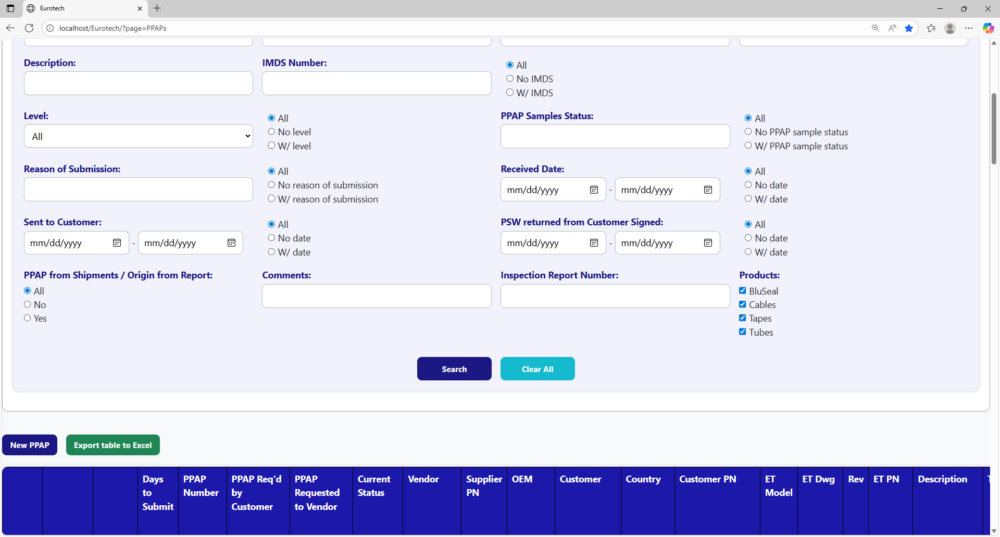 Eurotech
localhost/Eurotech/?page=PPAPs
Description:
IMDS Number:
All
No IMDS
W/ IMDS
Level:
All
All
No level
W/ level
PPAP Samples Status:
All
No PPAP sample status
W/ PPAP sample status
Reason of Submission:
All
No reason of submission
W/ reason of submission
Received Date:
mm/dd/yyyy - mm/dd/yyyy
All
No date
W/ date
Sent to Customer:
mm/dd/yyyy - mm/dd/yyyy
All
No date
W/ date
PSW returned from Customer Signed:
mm/dd/yyyy - mm/dd/yyyy
All
No date
W/ date
PPAP from Shipments / Origin from Report:
All
No
Yes
Comments:
Inspection Report Number:
Products:
BluSeal
Cables
Tapes
Tubes
Search
Clear All
New PPAP
Export table to Excel
Days
to
Submit
PPAP
Number
PPAP Req'd
by
Customer
PPAP
Requested
to Vendor
Current
Status
Vendor
Supplier
PN
OEM
Customer
Country
Customer PN
ET
Model
ET Dwg
Rev
ET PN
Description